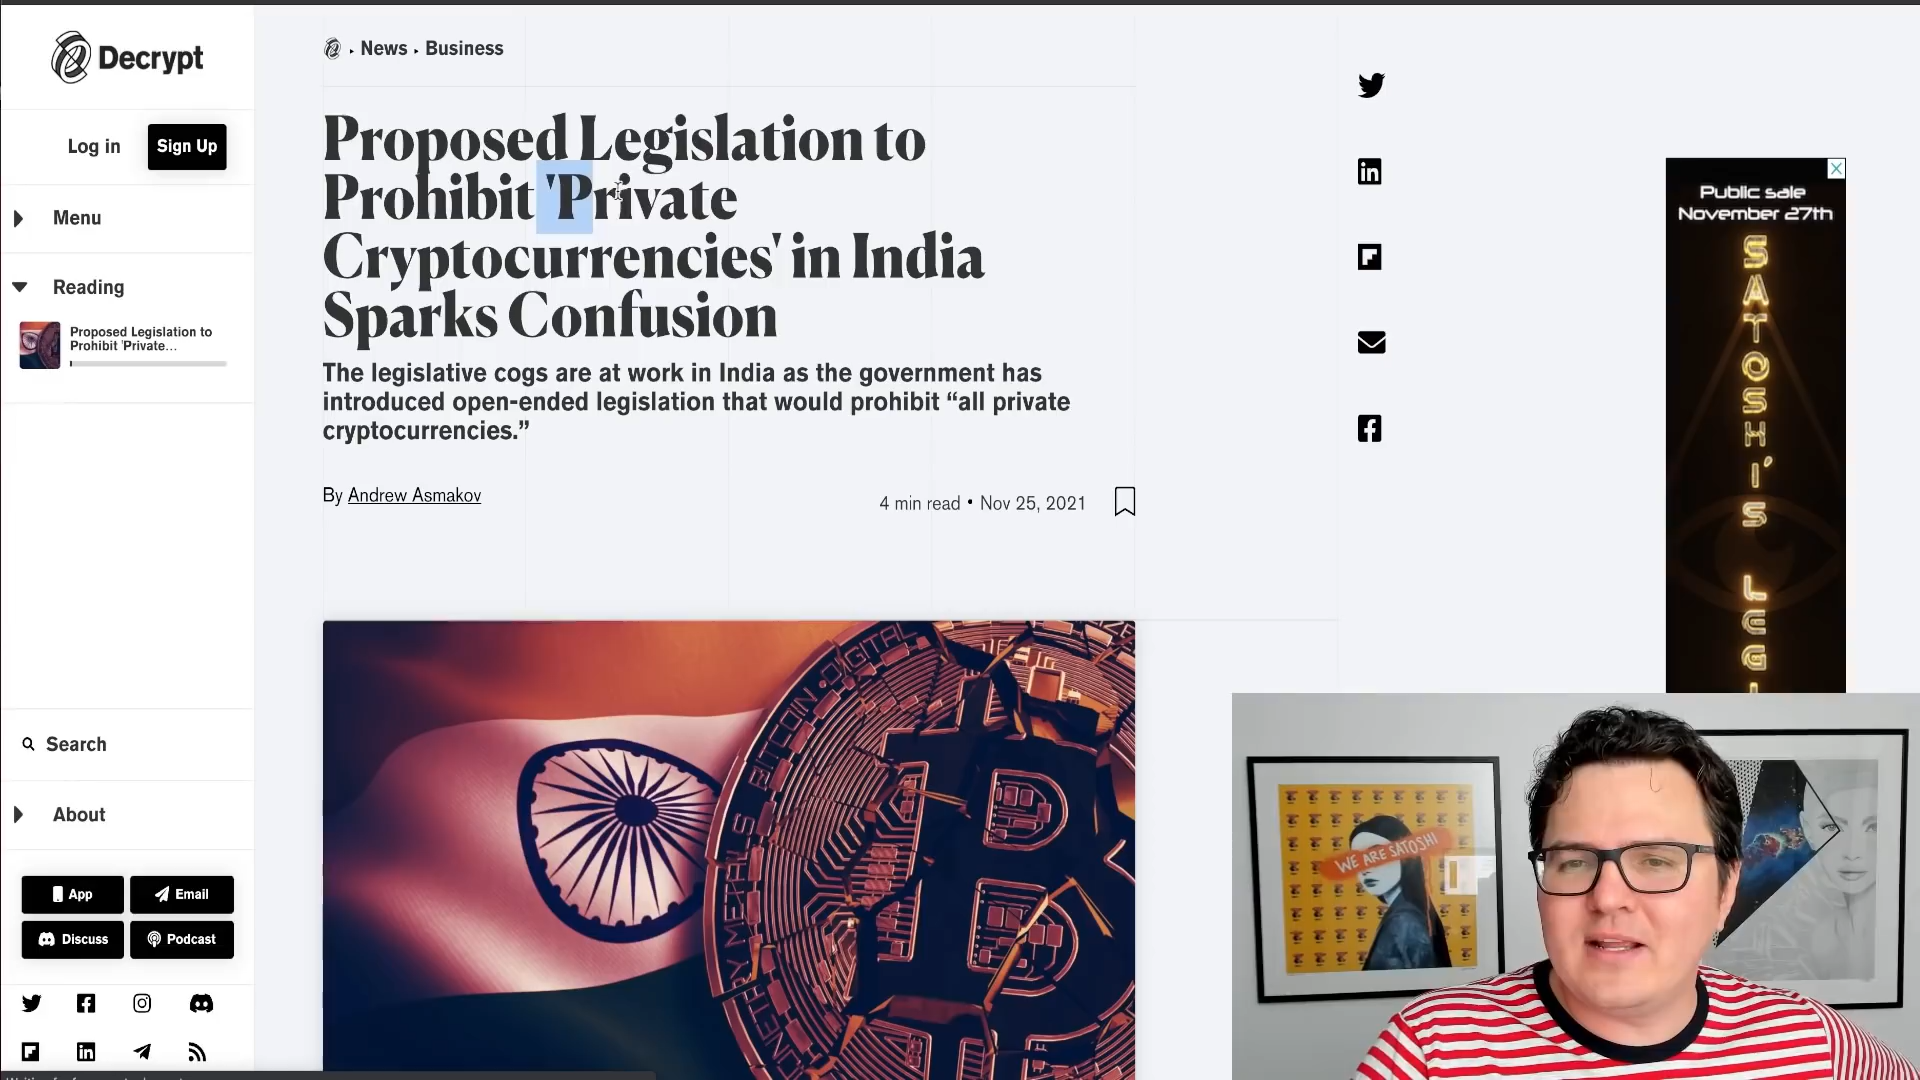 Decrypt
Log in
Sign Up
Menu
Reading
Proposed Legislation to
Prohibit 'Private...
Search
About
App
Email
Discuss
Podcast
News
Business
Proposed Legislation to
Prohibit 'Private
Cryptocurrencies' in India
Sparks Confusion
The legislative cogs are at work in India as the government has
introduced open-ended legislation that would prohibit “all private
cryptocurrencies.”
By Andrew Asmakov
4 min read • Nov 25, 2021
BITCOIN • DIGITAL
Public sale
November 27th
SATOSHI'S LEG
WE ARE SATOSHI